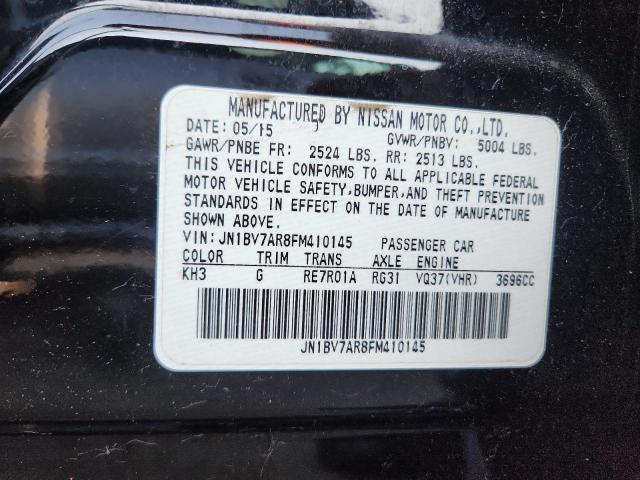 MANUFACTURED BY NISSAN MOTOR CO.,LTD.
DATE: 05/15 GVWR/PNBV: 5004 LBS.
GAWR/PNBE FR: 2524 LBS. RR: 2513 LBS.
THIS VEHICLE CONFORMS TO ALL APPLICABLE FEDERAL
MOTOR VEHICLE SAFETY,BUMPER,AND THEFT PREVENTION
STANDARDS IN EFFECT ON THE DATE OF MANUFACTURE
SHOWN ABOVE.
VIN: JN1BV7AR8FM410145 PASSENGER CAR
COLOR TRIM TRANS AXLE ENGINE
KH3 G RE7R01A RG31 VQ37(VHR) 3696CC
JN1BV7AR8FM410145